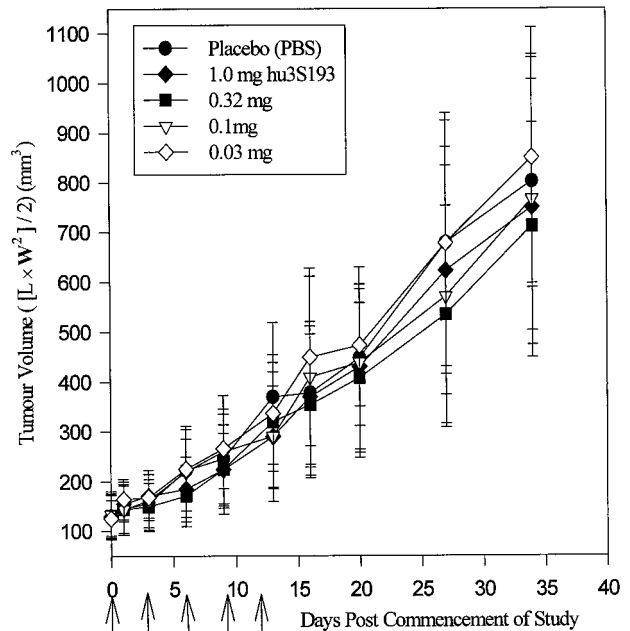 1100
1000
900
800
700
600
500
400
300
200
100
Tumour Volume ( [L × W² ] / 2) (mm³)
Placebo (PBS)
1.0 mg hu3S193
0.32 mg
0.1mg
0.03 mg
0 5 10 15 20 25 30 35 40
Days Post Commencement of Study